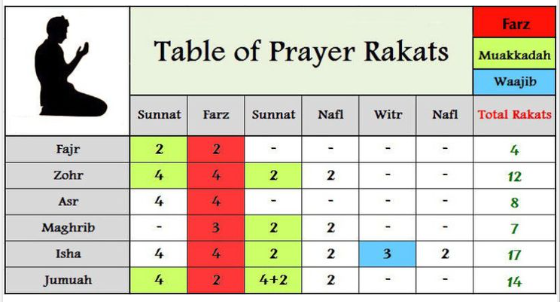 Table of Prayer Rakats
Farz
Muakkadah
Waajib
Sunnat Farz Sunnat Nafl Witr Nafl Total Rakats
Fajr 2 2 - - - - 4
Zohr 4 4 2 2 - - 12
Asr 4 4 - - - - 8
Maghrib - 3 2 2 - - 7
Isha 4 4 2 2 3 2 17
Jumuah 4 2 4+2 2 - - 14